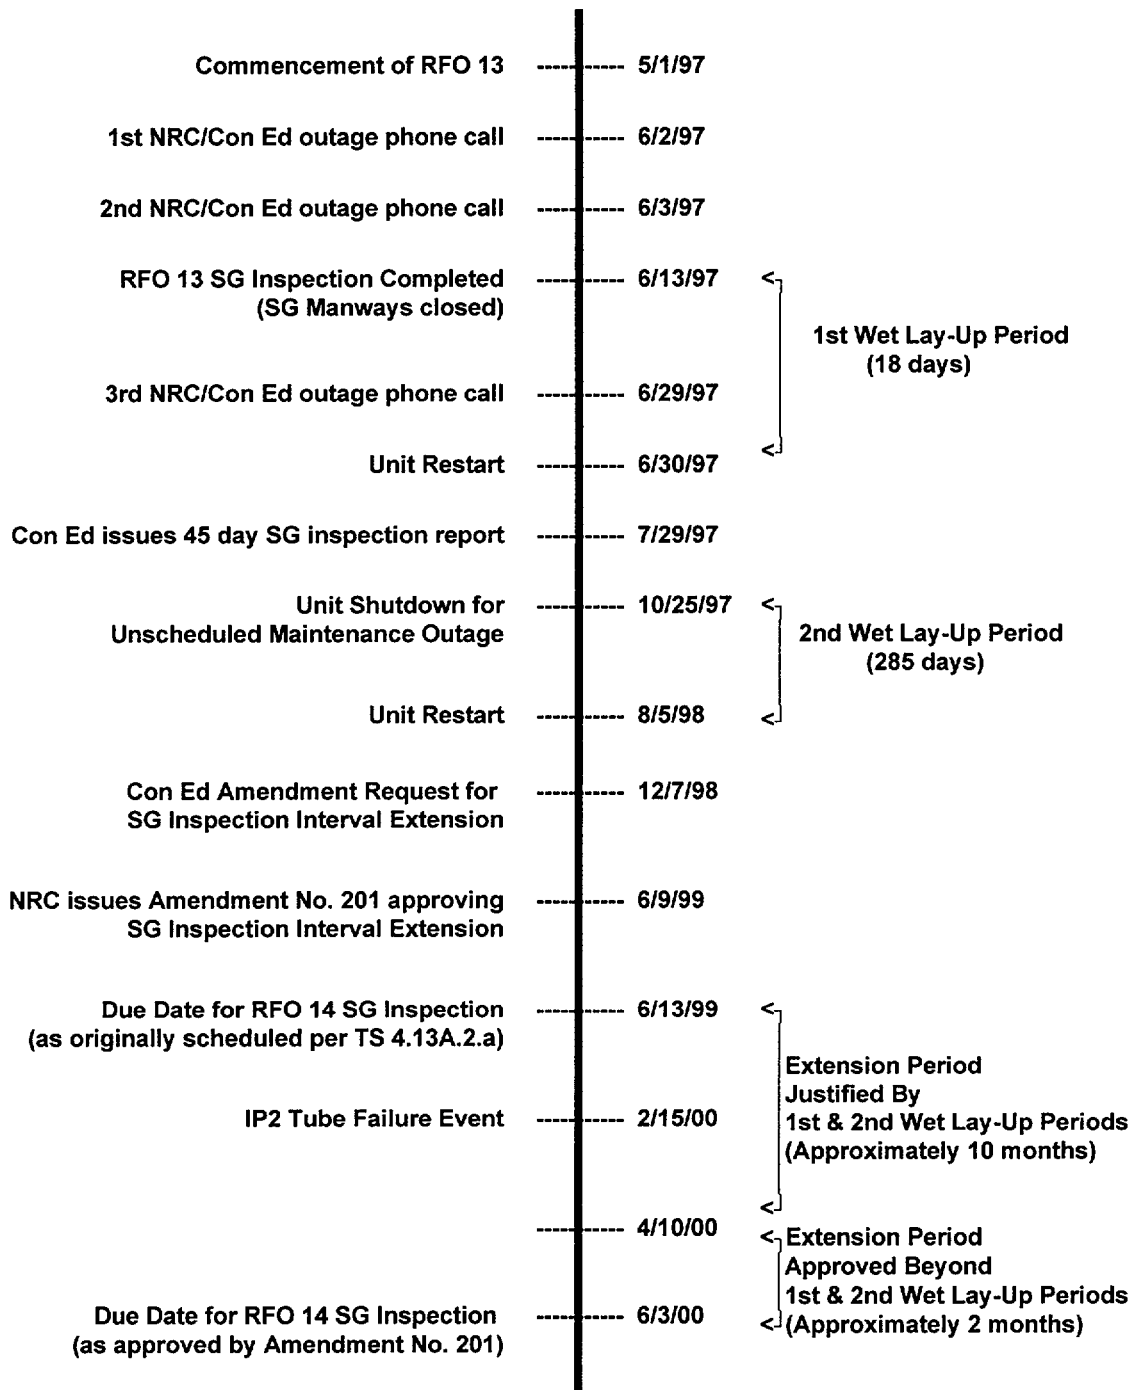 Commencement of RFO 13 5/1/97
1st NRC/Con Ed outage phone call 6/2/97
2nd NRC/Con Ed outage phone call 6/3/97
RFO 13 SG Inspection Completed 6/13/97
(SG Manways closed)
1st Wet Lay-Up Period
(18 days)
3rd NRC/Con Ed outage phone call 6/29/97
Unit Restart 6/30/97
Con Ed issues 45 day SG inspection report 7/29/97
Unit Shutdown for 10/25/97
Unscheduled Maintenance Outage
2nd Wet Lay-Up Period
(285 days)
Unit Restart 8/5/98
Con Ed Amendment Request for 12/7/98
SG Inspection Interval Extension
NRC issues Amendment No. 201 approving 6/9/99
SG Inspection Interval Extension
Due Date for RFO 14 SG Inspection 6/13/99
(as originally scheduled per TS 4.13A.2.a)
Extension Period
Justified By
1st & 2nd Wet Lay-Up Periods
(Approximately 10 months)
IP2 Tube Failure Event 2/15/00
4/10/00
Extension Period
Approved Beyond
1st & 2nd Wet Lay-Up Periods
(Approximately 2 months)
Due Date for RFO 14 SG Inspection 6/3/00
(as approved by Amendment No. 201)